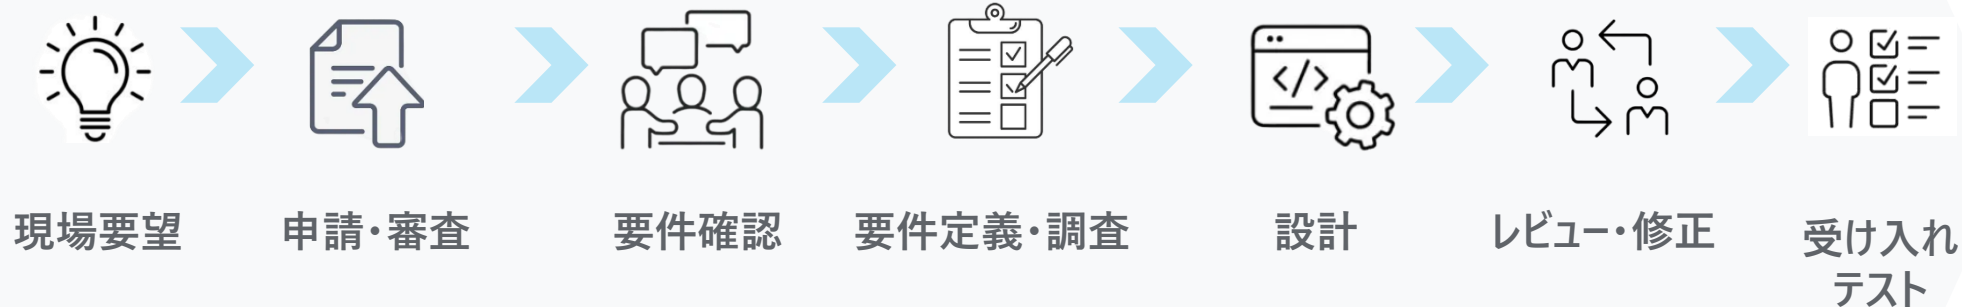 現場要望
申請・審査
要件確認
要件定義・調査
設計
レビュー・修正
受け入れ
テスト